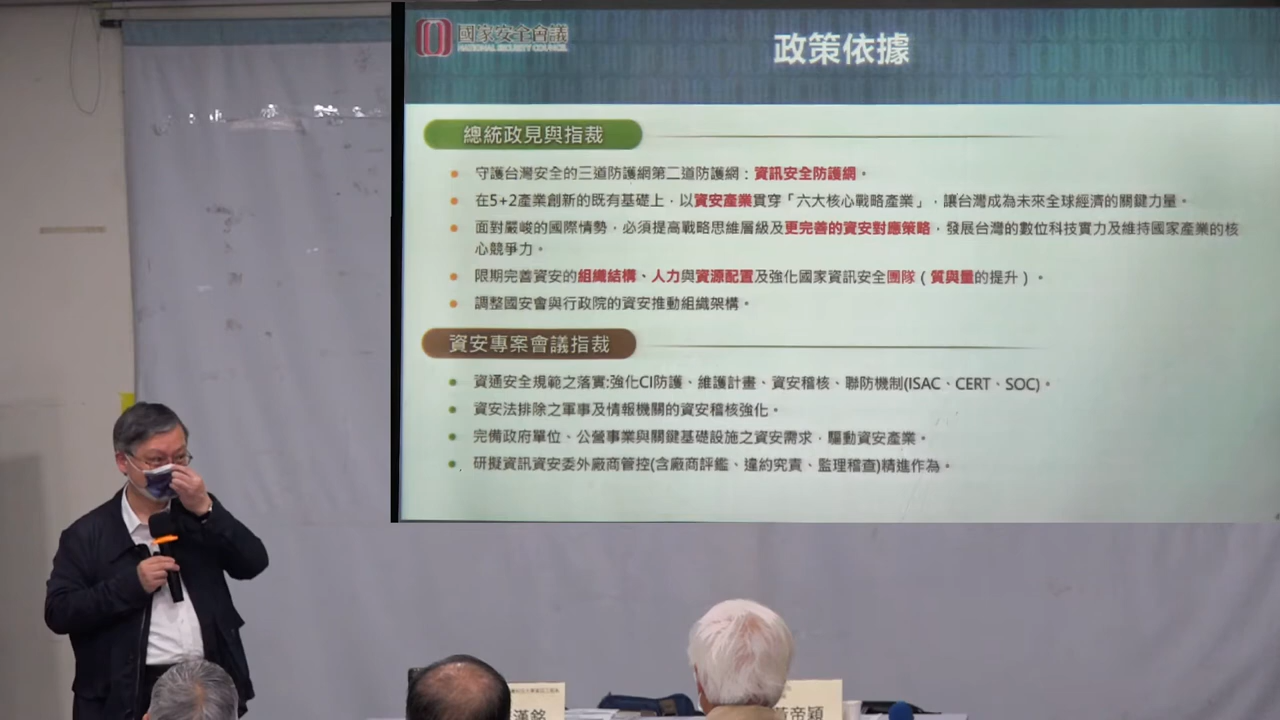 國家安全會議
NATIONAL SECURITY COUNCIL
政策依據
總統政見與指裁
守護台灣安全的三道防護網第二道防護網：資訊安全防護網。
在5+2產業創新的既有基礎上，以資安產業貫穿「六大核心戰略產業」，讓台灣成為未來全球經濟的關鍵力量。
面對嚴峻的國際情勢，必須提高戰略思維層級及更完善的資安對應策略，發展台灣的數位科技實力及維持國家產業的核
心競爭力。
限期完善資安的組織結構、人力與資源配置及強化國家資訊安全團隊（質與量的提升）。
調整國安會與行政院的資安推動組織架構。
資安專案會議指裁
資通安全規範之落實:強化CI防護、維護計畫、資安稽核、聯防機制(ISAC、CERT、SOC)。
資安法排除之軍事及情報機關的資安稽核強化。
完備政府單位、公營事業與關鍵基礎設施之資安需求，驅動資安產業。
研擬資訊資安委外廠商管控(含廠商評鑑、違約究責、監理稽查)精進作為。
漢銘
黃帝穎